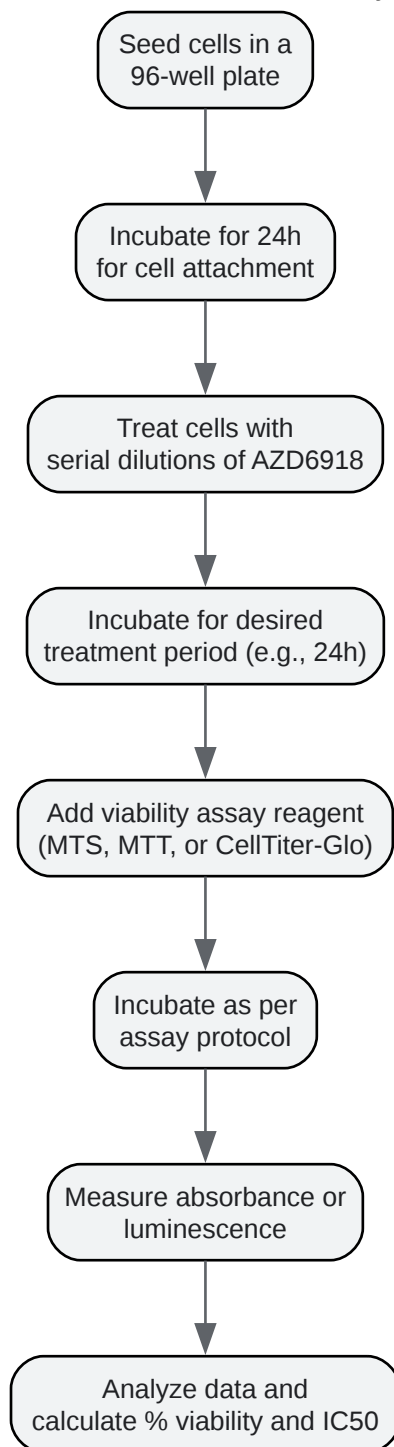 Seed cells in a
96-well plate
Incubate for 24h
for cell attachment
Treat cells with
serial dilutions of AZD6918
Incubate for desired
treatment period (e.g., 24h)
Add viability assay reagent
(MTS, MTT, or CellTiter-Glo)
Incubate as per
assay protocol
Measure absorbance or
luminescence
Analyze data and
calculate % viability and IC50